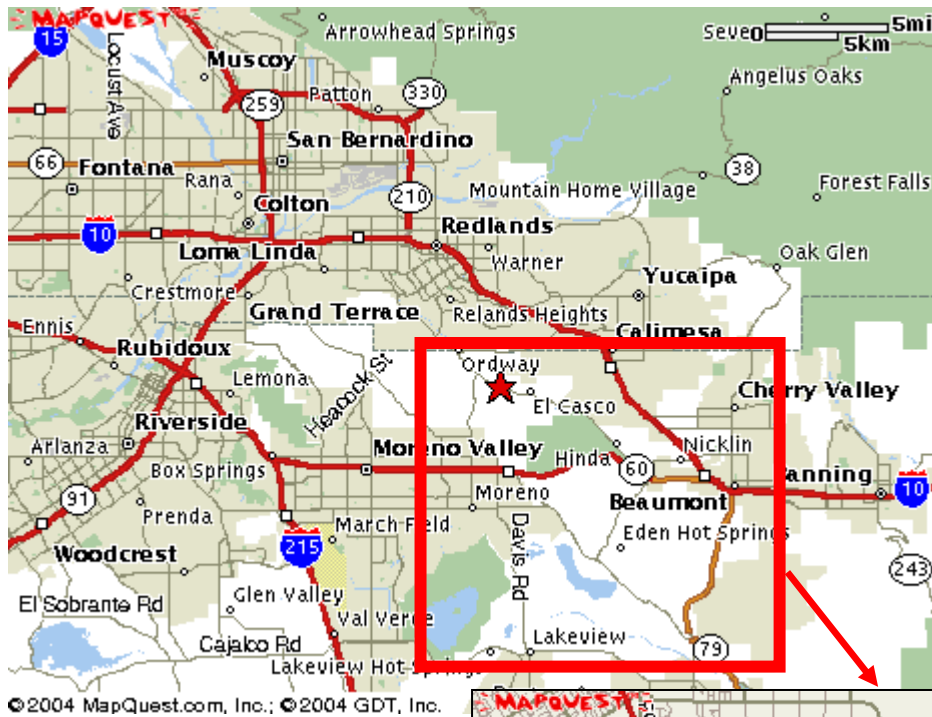 MAPQUEST
15
Locust Ave
Arrowhead Springs
Seve 0 5mi
5km
Muscoy
Angelus Oaks
Patton
330
259
San Bernardino
66
Fontana
Rana
38
210
Mountain Home Village
Forest Falls
Colton
10
Redlands
Loma Linda
Warner
Oak Glen
Yucaipa
Crestmore
Grand Terrace
Relands Heights
Ennis
Calimesa
Rubidoux
Ordway
Lemona
Heacock St
El Casco
Cherry Valley
Riverside
Arlanza
Moreno Valley
Nicklin
Box Springs
Hinda
60
anning
91
Moreno
Beaumont
10
Prenda
March Field
Davis Rd
Eden Hot Springs
Woodcrest
215
243
El Sobrante Rd
Glen Valley
Val Verde
Cajalco Rd
Lakeview
79
Lakeview Hot Springs
©2004 MapQuest.com, Inc.; ©2004 GDT, Inc.
MAPQUEST